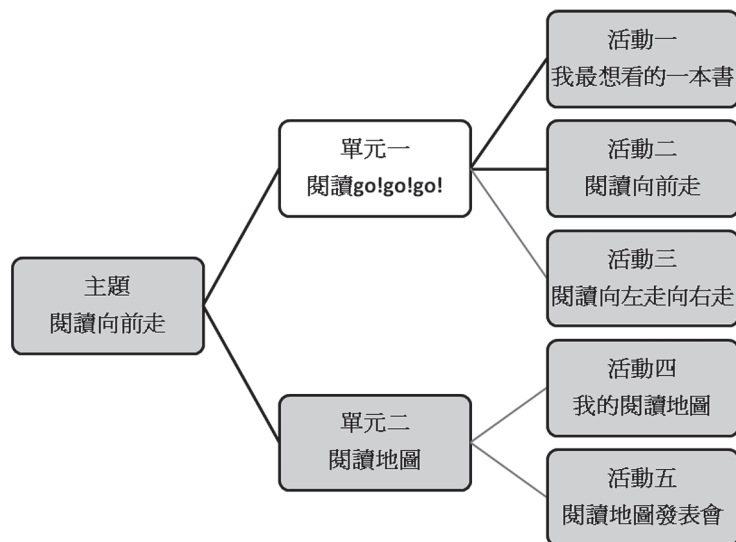 主題
閱讀向前走
單元一
閱讀go!go!go!
活動一
我最想看的一本書
活動二
閱讀向前走
活動三
閱讀向左走向右走
單元二
閱讀地圖
活動四
我的閱讀地圖
活動五
閱讀地圖發表會